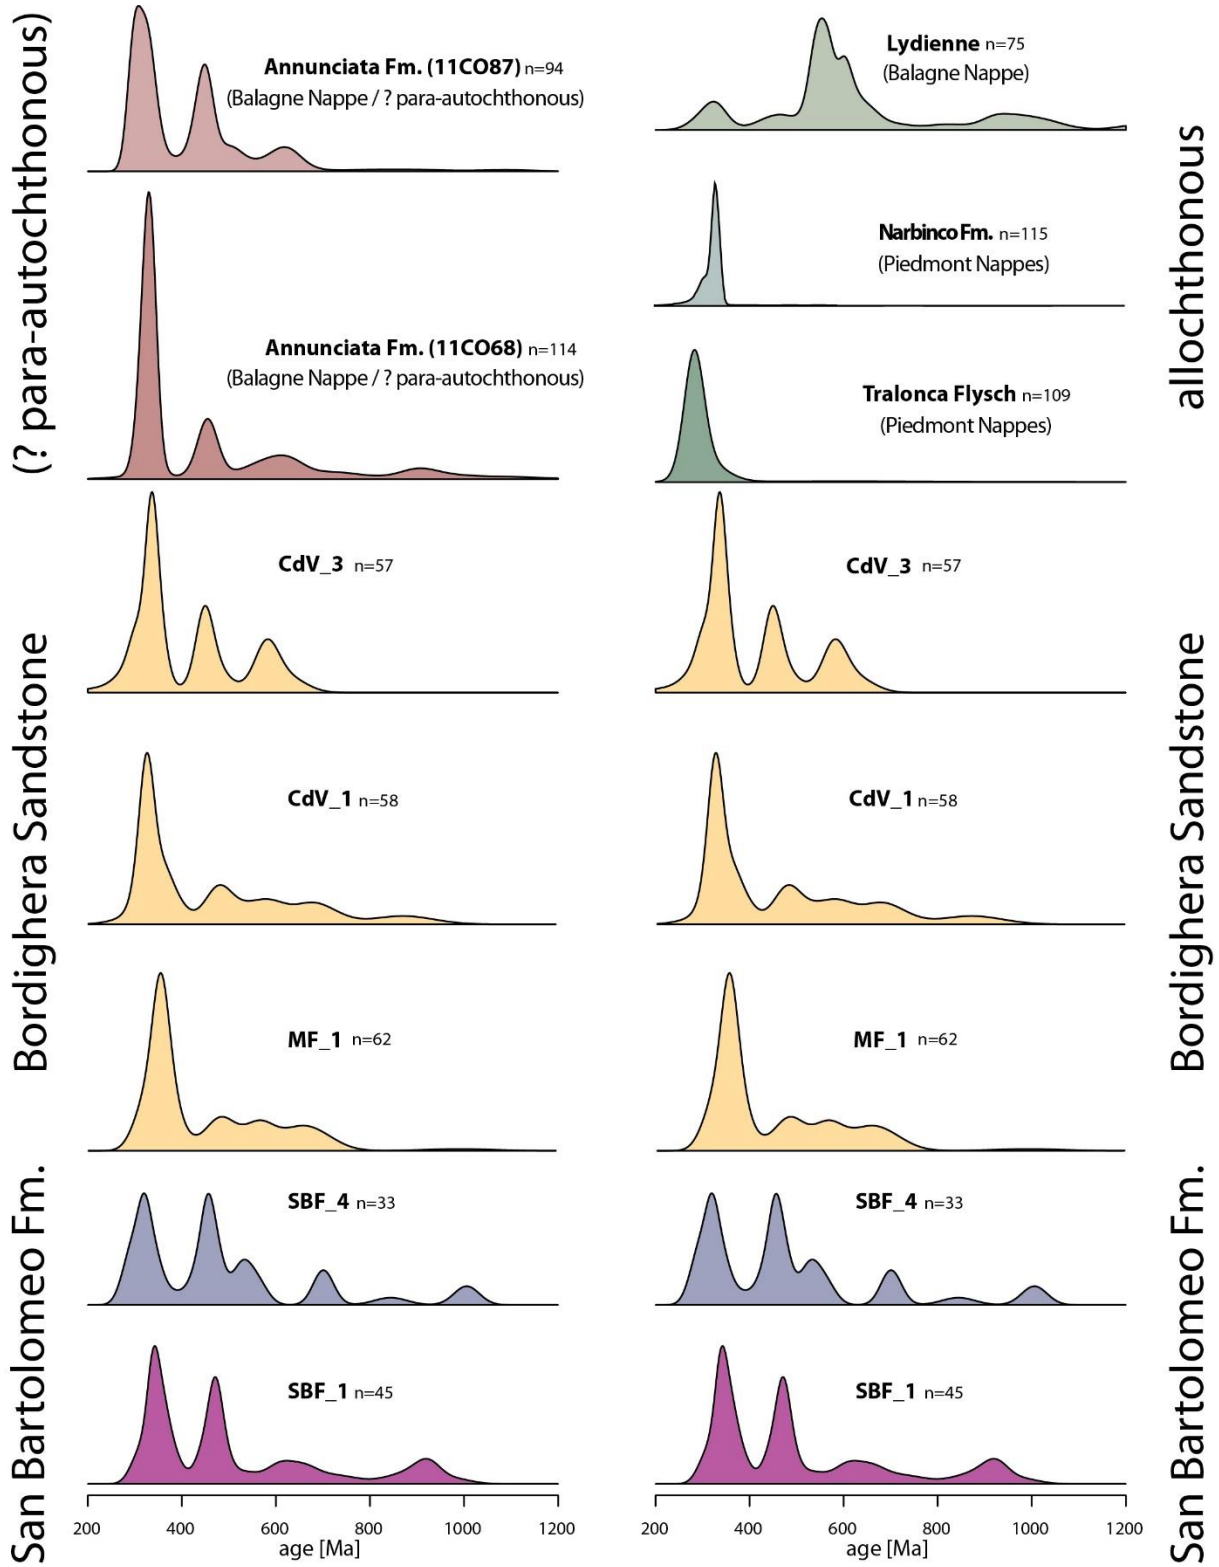 (? para-autochthonous)
Annunciata Fm. (11CO87) n=94
(Balagne Nappe / ? para-autochthonous)
Annunciata Fm. (11CO68) n=114
(Balagne Nappe / ? para-autochthonous)
Bordighera Sandstone
CdV_3 n=57
CdV_1 n=58
MF_1 n=62
San Bartolomeo Fm.
SBF_4 n=33
SBF_1 n=45
200 400 600 800 1000 1200
age [Ma]
Lydienne n=75
(Balagne Nappe)
Narbinco Fm. n=115
(Piedmont Nappes)
Tralonca Flysch n=109
(Piedmont Nappes)
allochthonous
CdV_3 n=57
CdV_1 n=58
MF_1 n=62
Bordighera Sandstone
SBF_4 n=33
SBF_1 n=45
San Bartolomeo Fm.
200 400 600 800 1000 1200
age [Ma]